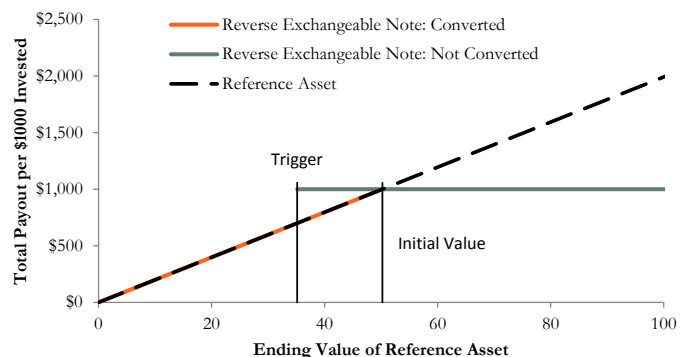 $2,500
Reverse Exchangeable Note: Converted
Reverse Exchangeable Note: Not Converted
$2,000
Reference Asset
$1,500
Trigger
$1,000
$500
Initial Value
$0
0 20 40 60 80 100
Total Payout per $1000 Invested
Ending Value of Reference Asset